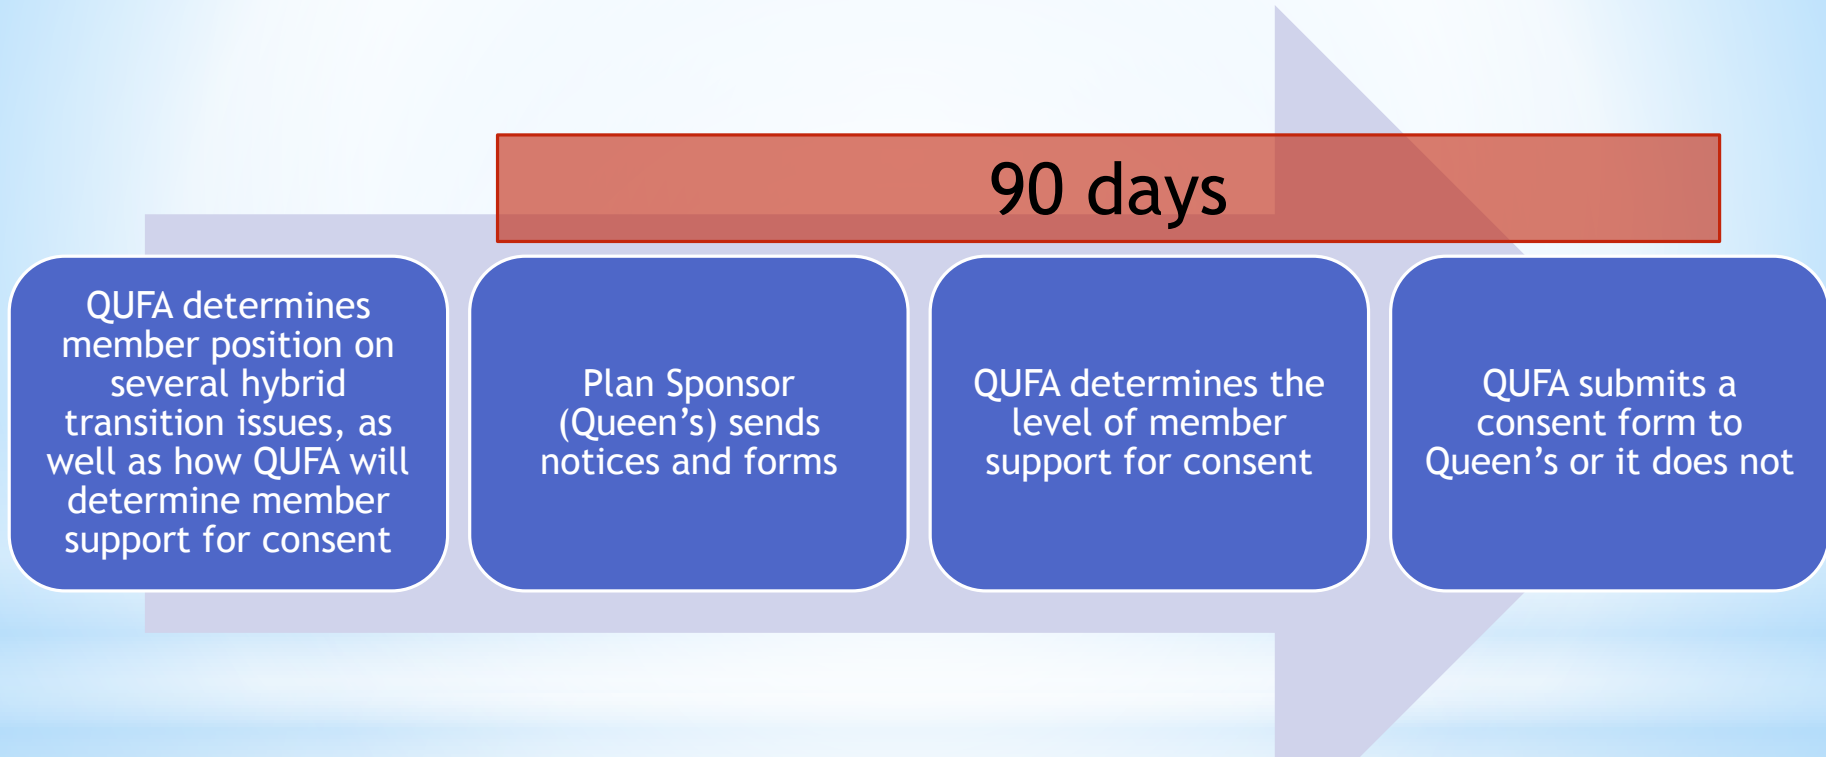 90 days
QUFA determines
member position on
several hybrid
transition issues, as
well as how QUFA will
determine member
support for consent
Plan Sponsor
(Queen’s) sends
notices and forms
QUFA determines the
level of member
support for consent
QUFA submits a
consent form to
Queen’s or it does not